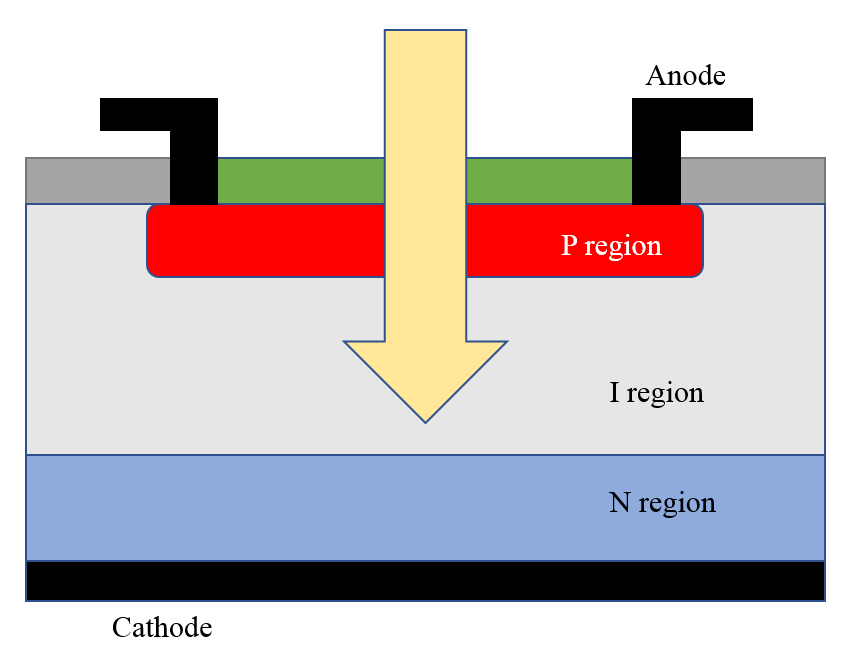 Anode
P region
I region
N region
Cathode